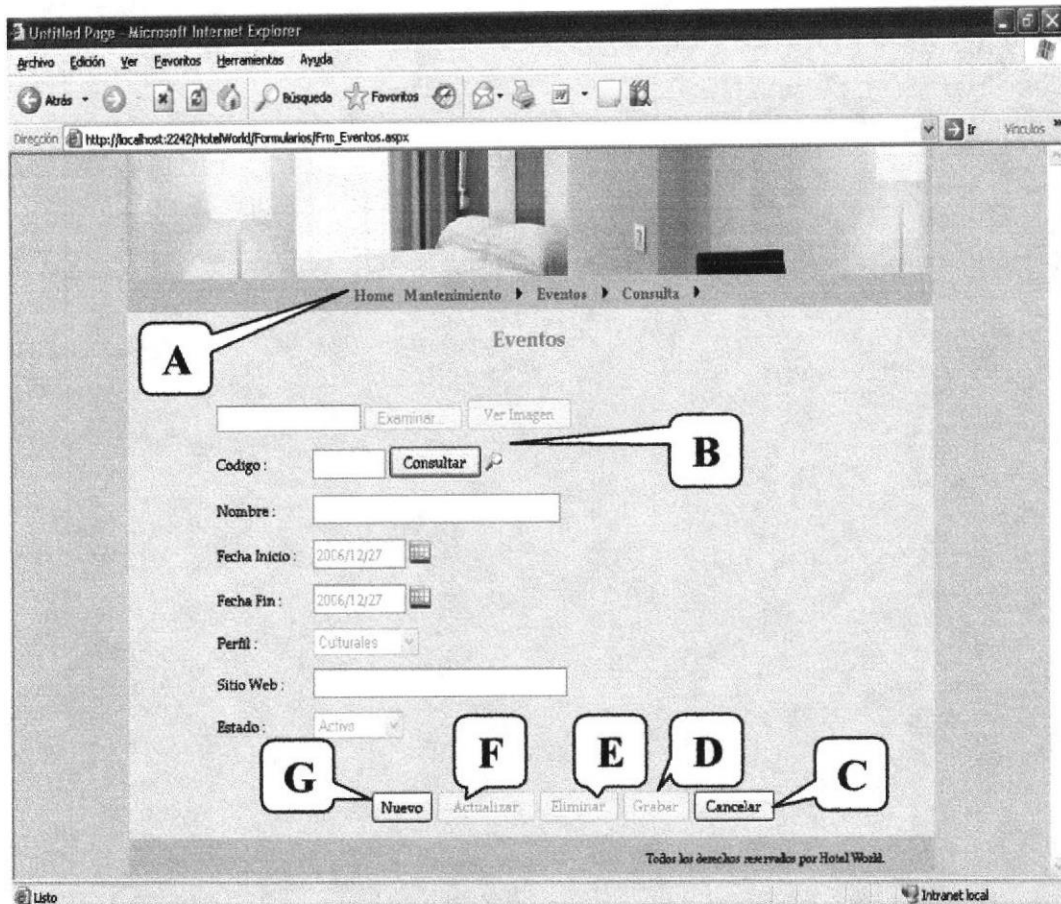 Untitled Page - Microsoft Internet Explorer
Archivo Edición Ver Favoritos Herramientas Ayuda
Atrás Búsqueda Favoritos
Dirección http://localhost:2242/HotelWorld/Formularios/Frm_Eventos.aspx Ir Vínculos »
Home Mantenimiento Eventos Consulta
A
Eventos
Examinar... Ver Imagen
B
Codigo : Consultar
Nombre :
Fecha Inicio : 2006/12/27
Fecha Fin : 2006/12/27
Perfil : Culturales
Sitio Web :
Estado : Activo
G F E D C
Nuevo Actualizar Eliminar Grabar Cancelar
Todos los derechos reservados por Hotel World.
Listo Intranet local